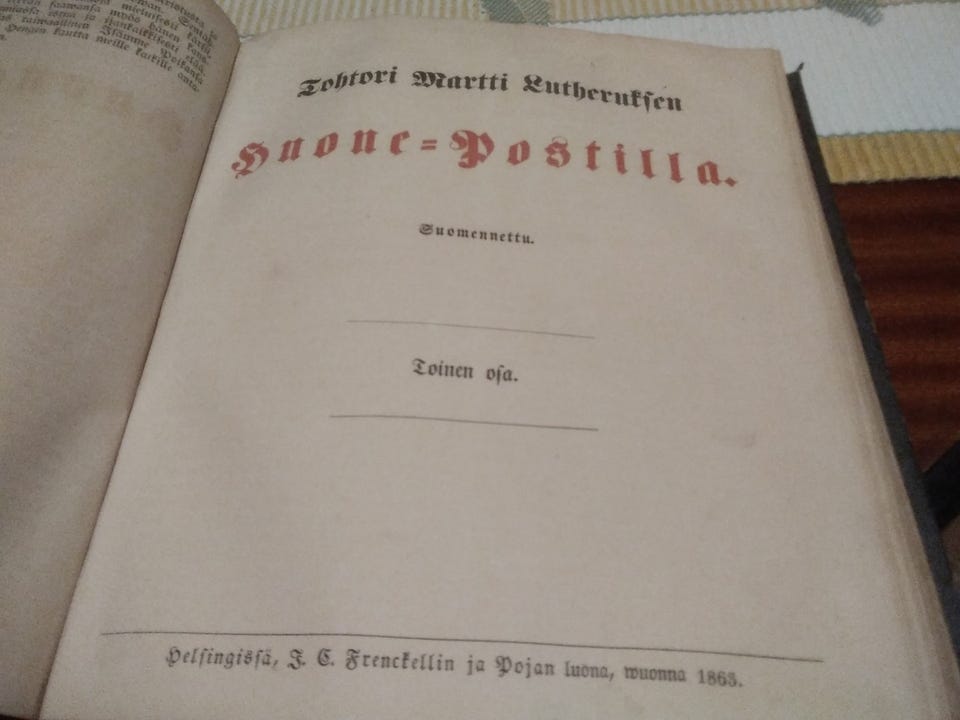 Tohtori Martti Lutheruksen
Huone=Postilla.
Suomennettu.
Toinen osa.
Helsingissä, J. C. Frenckellin ja Pojan luona, wuonna 1863.